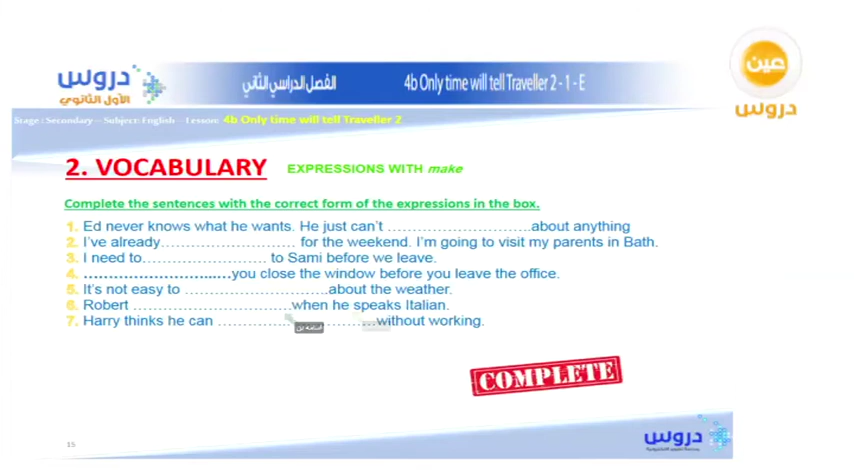 دروس
الأول الثانوي
الفصل الدراسي الثاني
4b Only time will tell Traveller 2 - 1 - E
عين
دروس
Stage : Secondary – Subject: English – Lesson: 4b Only time will tell Traveller 2
2. VOCABULARY EXPRESSIONS WITH make
Complete the sentences with the correct form of the expressions in the box.
1. Ed never knows what he wants. He just can't ……………………….about anything
2. I've already……………………… for the weekend. I'm going to visit my parents in Bath.
3. I need to…………………… to Sami before we leave.
4. ……………………..…you close the window before you leave the office.
5. It's not easy to ………………………..about the weather.
6. Robert ………………………….when he speaks Italian.
7. Harry thinks he can …………………………without working.
COMPLETE
15
دروس